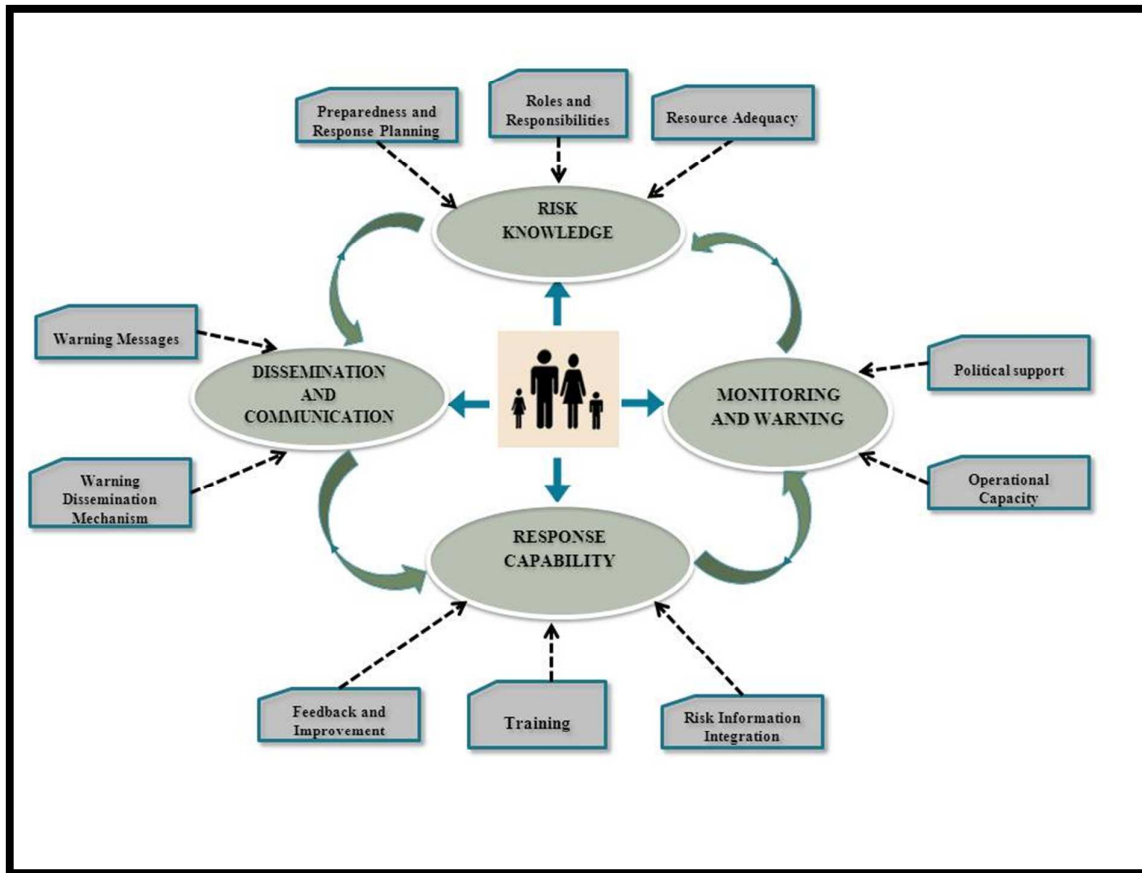 Preparedness and
Response Planning
Roles and
Responsibilities
Resource Adequacy
RISK
KNOWLEDGE
Warning Messages
DISSEMINATION
AND
COMMUNICATION
MONITORING
AND WARNING
Political support
Warning
Dissemination
Mechanism
Operational
Capacity
RESPONSE
CAPABILITY
Feedback and
Improvement
Training
Risk Information
Integration